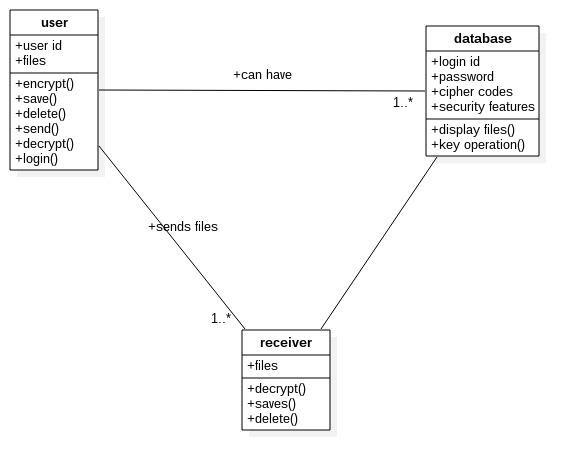 user
+user id
+files
+encrypt()
+save()
+delete()
+send()
+decrypt()
+login()
+can have
database
+login id
+password
+cipher codes
+security features
+display files()
+key operation()
1..*
+sends files
1..*
receiver
+files
+decrypt()
+saves()
+delete()